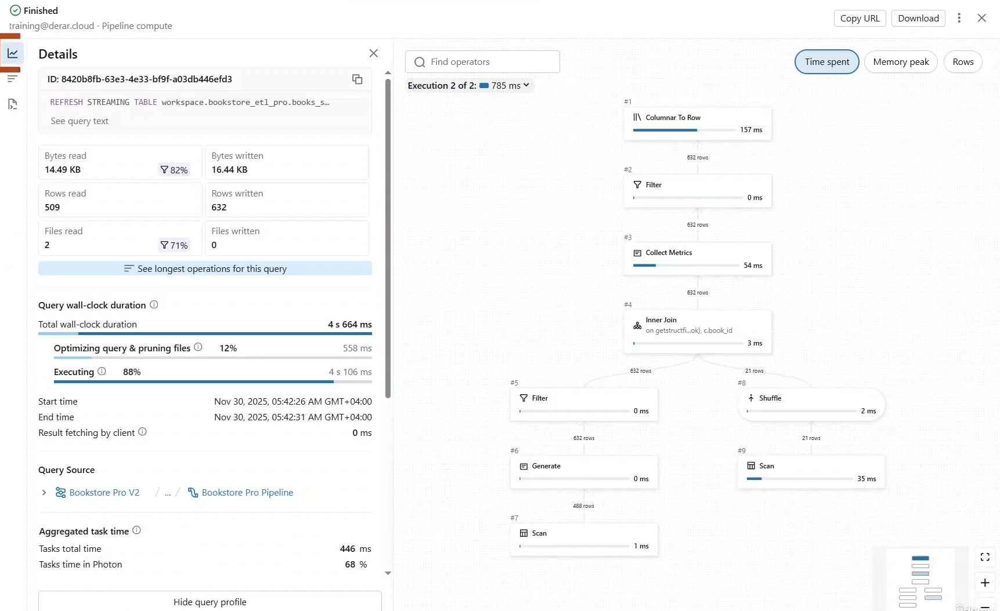 Finished
training@derar.cloud · Pipeline compute
Copy URL
Download
Details
ID: 8420b8fb-63e3-4e33-bf9f-a03db446efd3
REFRESH STREAMING TABLE workspace.bookstore_etl_pro.books_s…
See query text
Bytes read
14.49 KB
82%
Bytes written
16.44 KB
Rows read
509
Rows written
632
Files read
2
71%
Files written
0
See longest operations for this query
Query wall-clock duration
Total wall-clock duration 4 s 664 ms
Optimizing query & pruning files 12% 558 ms
Executing 88% 4 s 106 ms
Start time Nov 30, 2025, 05:42:26 AM GMT+04:00
End time Nov 30, 2025, 05:42:31 AM GMT+04:00
Result fetching by client 0 ms
Query Source
Bookstore Pro V2 / ... / Bookstore Pro Pipeline
Aggregated task time
Tasks total time 446 ms
Tasks time in Photon 68 %
Hide query profile
Find operators
Time spent
Memory peak
Rows
Execution 2 of 2: 785 ms
#1
Columnar To Row
157 ms
632 rows
#2
Filter
0 ms
632 rows
#3
Collect Metrics
54 ms
632 rows
#4
Inner Join
on getstructfi...ok), c.book_id
3 ms
632 rows
21 rows
#5
Filter
0 ms
#8
Shuffle
2 ms
632 rows
21 rows
#6
Generate
0 ms
#9
Scan
35 ms
488 rows
#7
Scan
1 ms